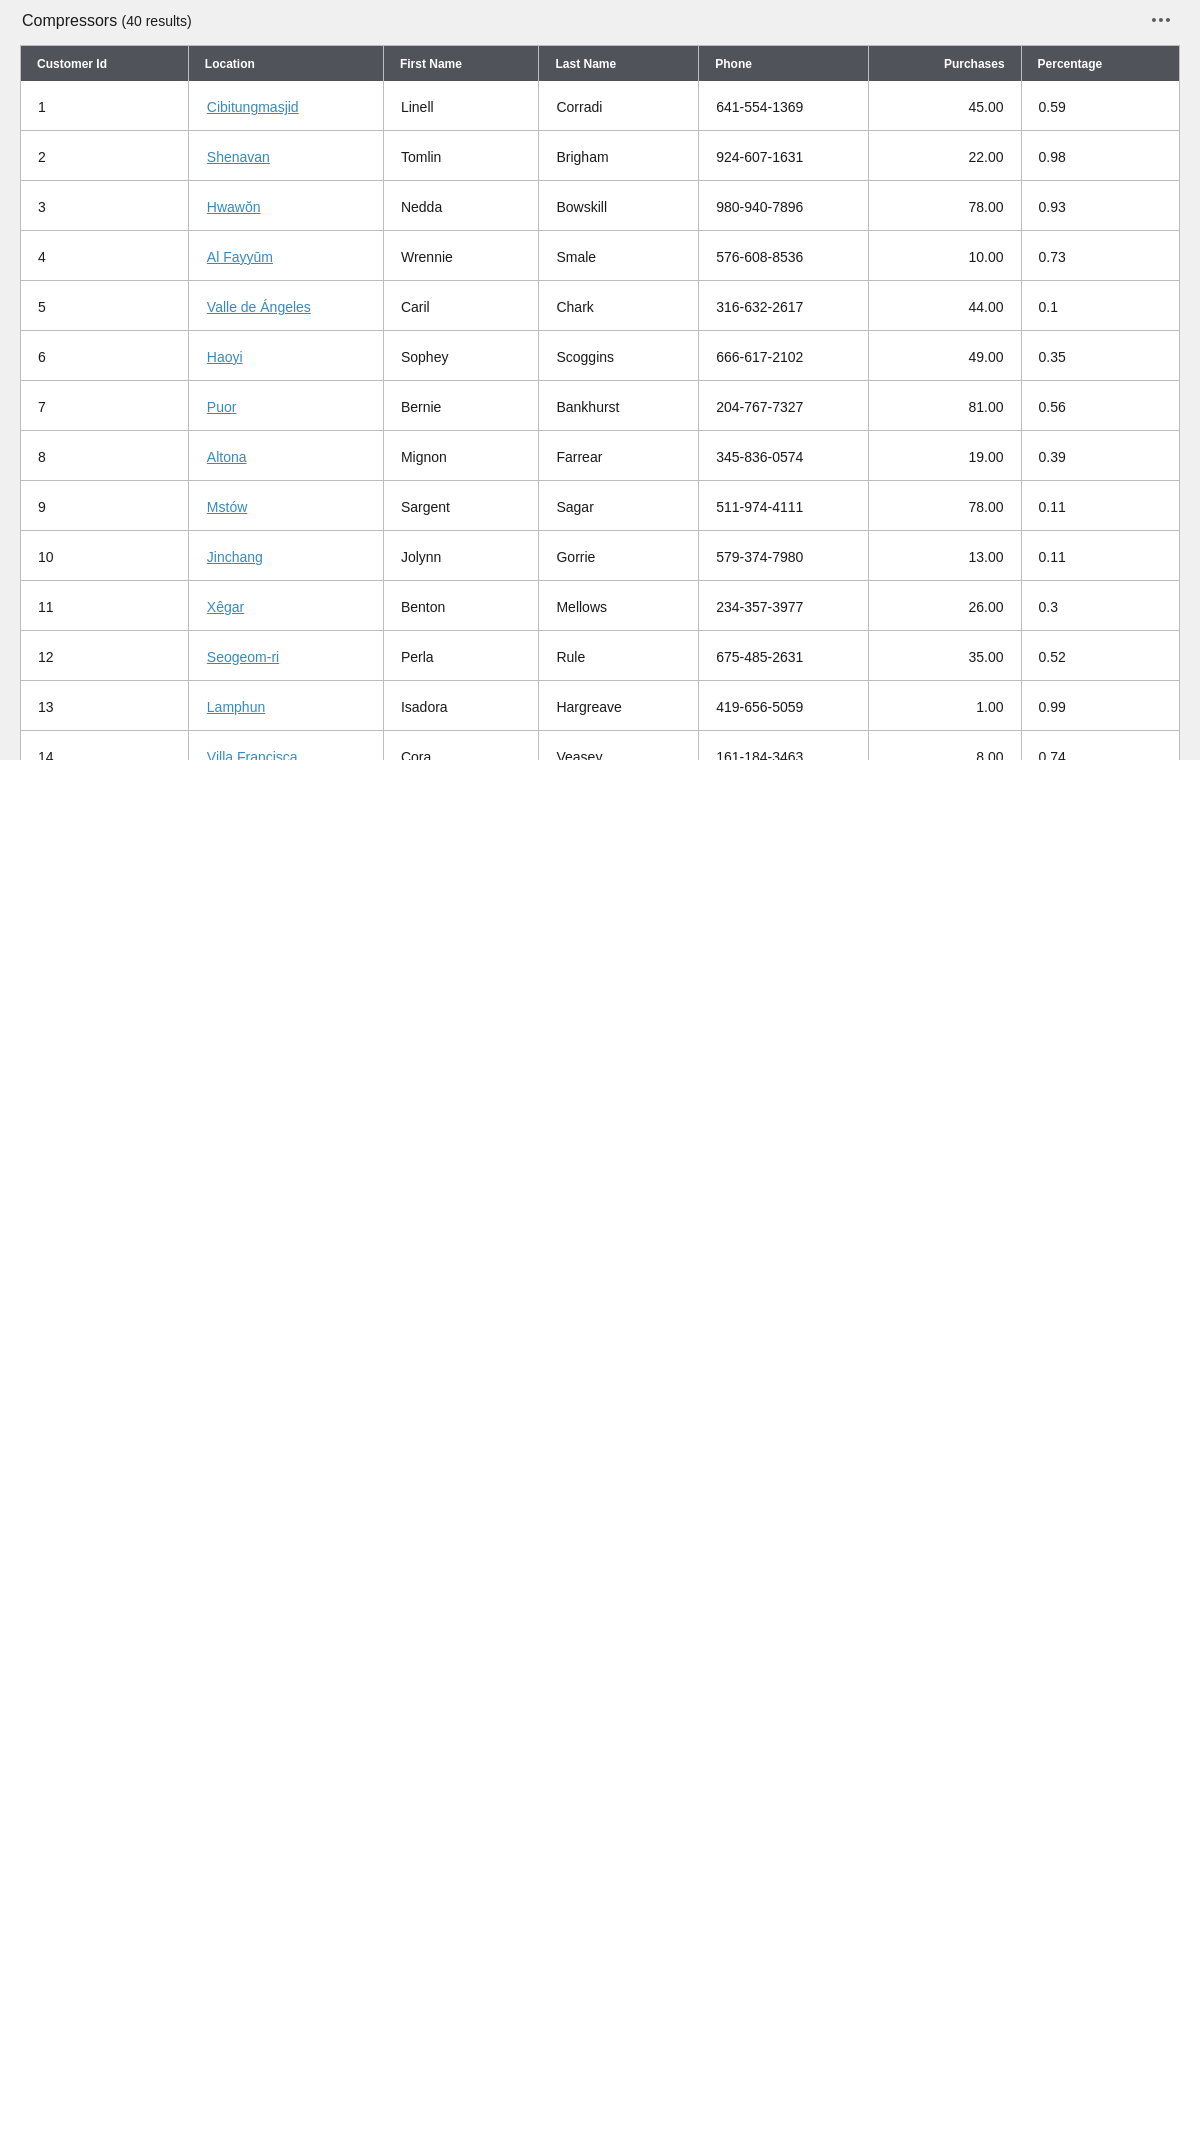 Compressors (40 results)
Customer Id Location First Name Last Name Phone Purchases Percentage
1 Cibitungmasjid Linell Corradi 641-554-1369 45.00 0.59
2 Shenavan Tomlin Brigham 924-607-1631 22.00 0.98
3 Hwawŏn Nedda Bowskill 980-940-7896 78.00 0.93
4 Al Fayyūm Wrennie Smale 576-608-8536 10.00 0.73
5 Valle de Ángeles Caril Chark 316-632-2617 44.00 0.1
6 Haoyi Sophey Scoggins 666-617-2102 49.00 0.35
7 Puor Bernie Bankhurst 204-767-7327 81.00 0.56
8 Altona Mignon Farrear 345-836-0574 19.00 0.39
9 Mstów Sargent Sagar 511-974-4111 78.00 0.11
10 Jinchang Jolynn Gorrie 579-374-7980 13.00 0.11
11 Xêgar Benton Mellows 234-357-3977 26.00 0.3
12 Seogeom-ri Perla Rule 675-485-2631 35.00 0.52
13 Lamphun Isadora Hargreave 419-656-5059 1.00 0.99
14 Villa Francisca Cora Veasey 161-184-3463 8.00 0.74